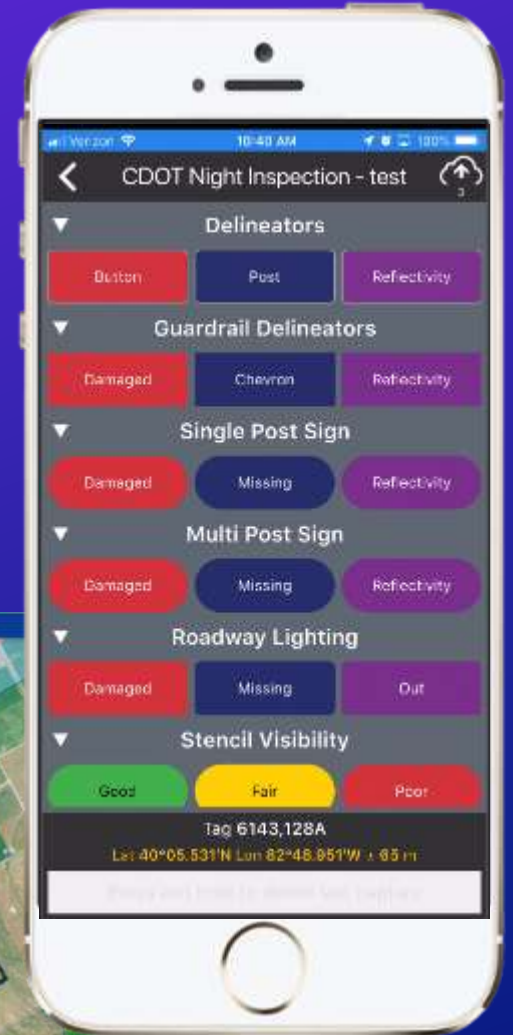 Verizon 10:40 AM 100%
CDOT Night Inspection - test
3
Delineators
Button Post Reflectivity
Guardrail Delineators
Damaged Chevron Reflectivity
Single Post Sign
Damaged Missing Reflectivity
Multi Post Sign
Damaged Missing Reflectivity
Roadway Lighting
Damaged Missing Out
Stencil Visibility
Good Fair Poor
Tag 6143,128A
Lat 40°05.531'N Lon 82°48.951'W ± 65 m